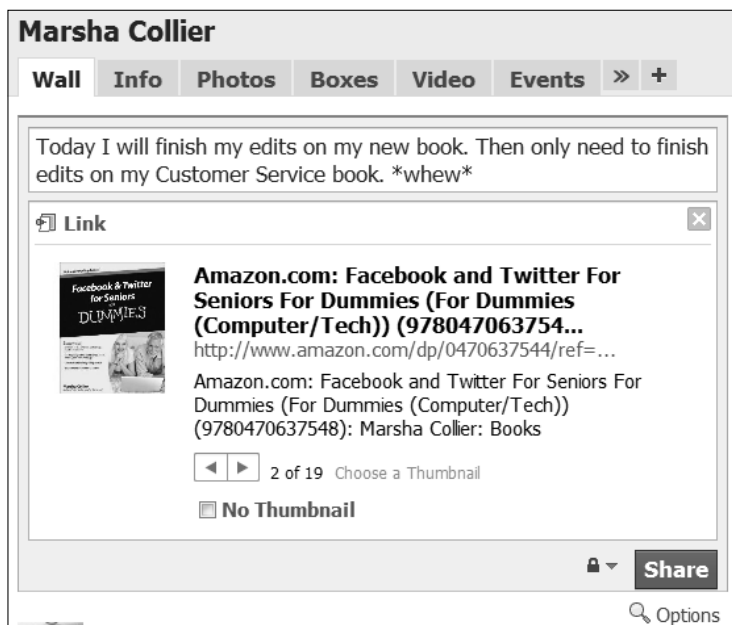 Marsha Collier
Wall Info Photos Boxes Video Events » +
Today I will finish my edits on my new book. Then only need to finish
edits on my Customer Service book. *whew*
Link
Facebook & Twitter
for Seniors
FOR
DUMMIES
Marsha Collier
Amazon.com: Facebook and Twitter For
Seniors For Dummies (For Dummies
(Computer/Tech)) (978047063754...
http://www.amazon.com/dp/0470637544/ref=...
Amazon.com: Facebook and Twitter For Seniors For
Dummies (For Dummies (Computer/Tech))
(9780470637548): Marsha Collier: Books
2 of 19 Choose a Thumbnail
No Thumbnail
Share
Options